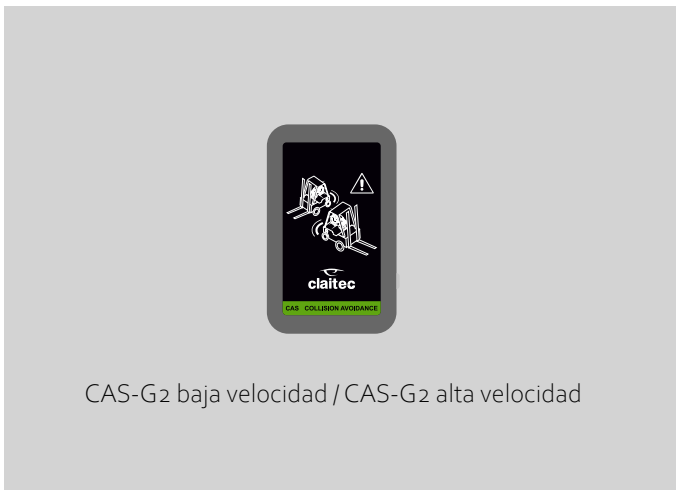 claitec
CAS COLLISION AVOIDANCE
CAS-G2 baja velocidad / CAS-G2 alta velocidad